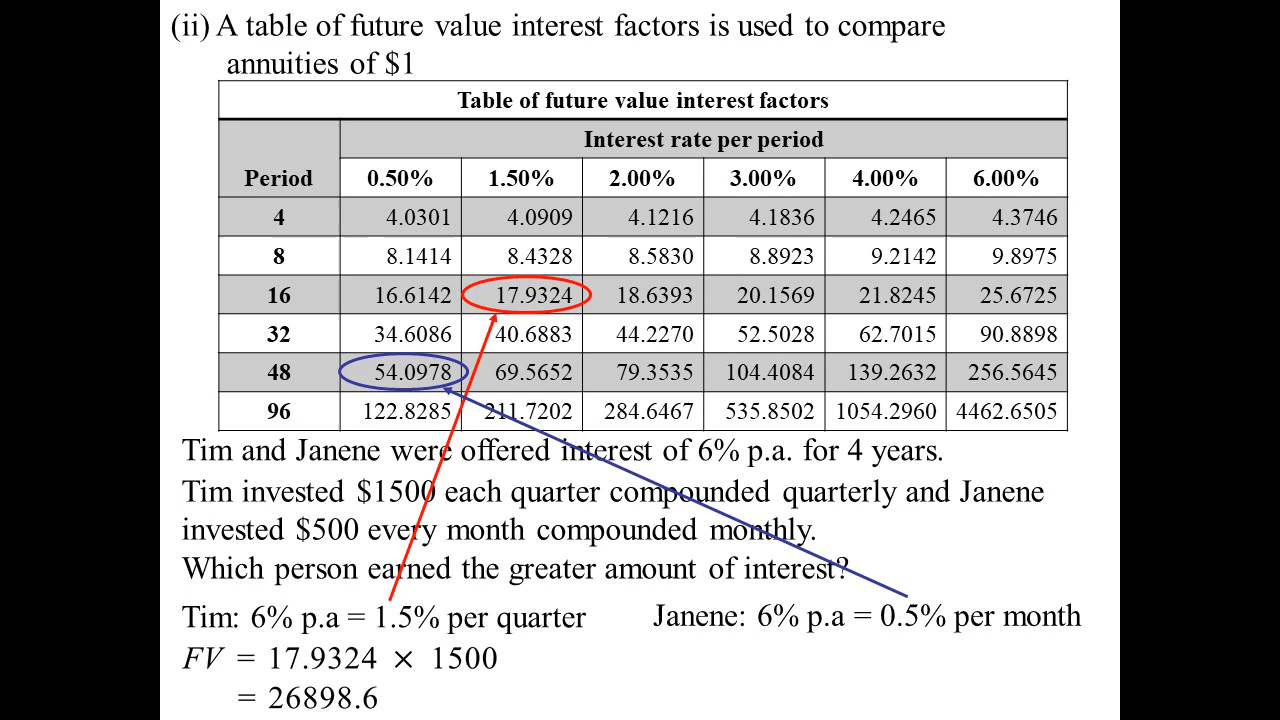 (ii) A table of future value interest factors is used to compare
annuities of $1
Table of future value interest factors
Interest rate per period
Period 0.50% 1.50% 2.00% 3.00% 4.00% 6.00%
4 4.0301 4.0909 4.1216 4.1836 4.2465 4.3746
8 8.1414 8.4328 8.5830 8.8923 9.2142 9.8975
16 16.6142 17.9324 18.6393 20.1569 21.8245 25.6725
32 34.6086 40.6883 44.2270 52.5028 62.7015 90.8898
48 54.0978 69.5652 79.3535 104.4084 139.2632 256.5645
96 122.8285 211.7202 284.6467 535.8502 1054.2960 4462.6505
Tim and Janene were offered interest of 6% p.a. for 4 years.
Tim invested $1500 each quarter compounded quarterly and Janene
invested $500 every month compounded monthly.
Which person earned the greater amount of interest?
Tim: 6% p.a = 1.5% per quarter
Janene: 6% p.a = 0.5% per month
FV = 17.9324 × 1500
= 26898.6